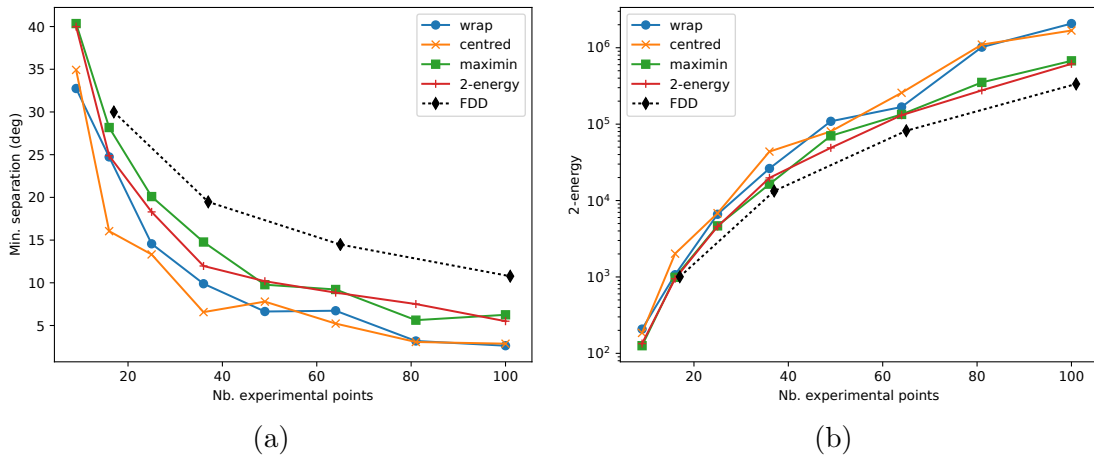 Min. separation (deg)
40
35
30
25
20
15
10
5
20
40
60
80
100
Nb. experimental points
wrap
centred
maximin
2-energy
FDD
(a)
2-energy
10^6
10^5
10^4
10^3
10^2
20
40
60
80
100
Nb. experimental points
wrap
centred
maximin
2-energy
FDD
(b)